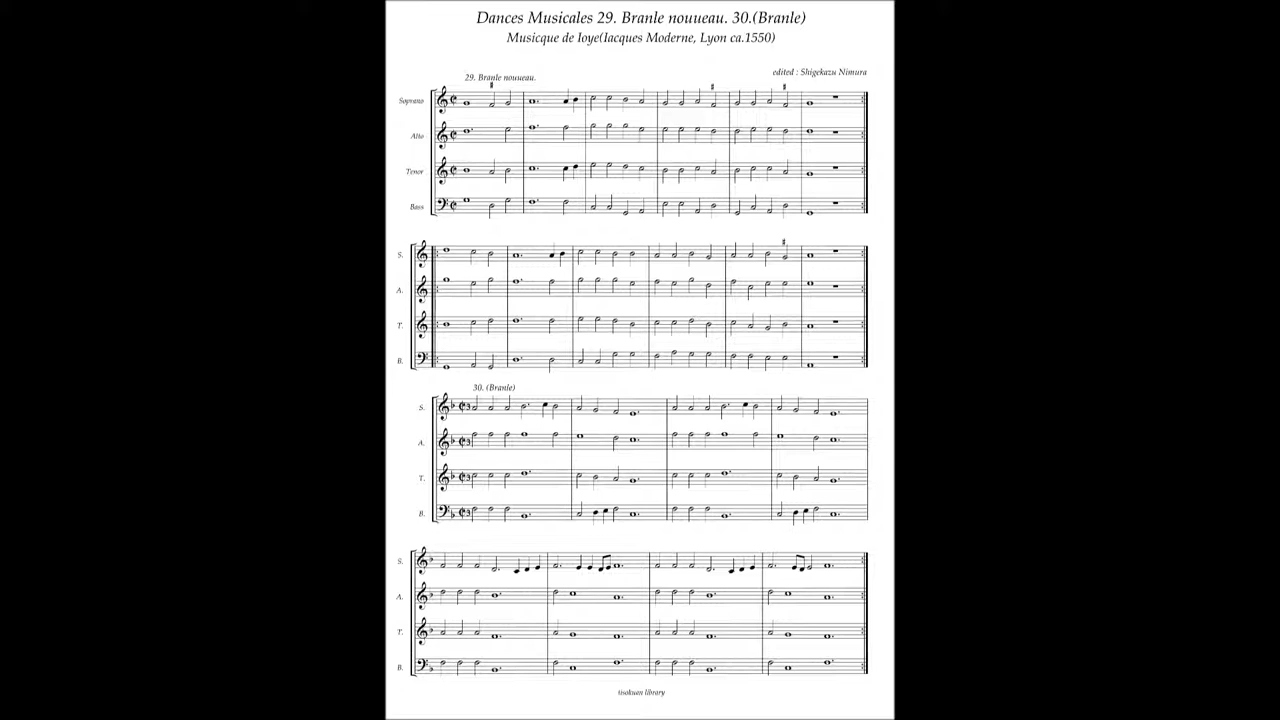 Dances Musicales 29. Branle nouueau. 30.(Branle)
Musicque de Ioye(Iacques Moderne, Lyon ca.1550)
edited : Shigekazu Nimura
29. Branle nouueau.
Soprano
Alto
Tenor
Bass
S.
A.
T.
B.
30. (Branle)
S.
A.
T.
B.
S.
A.
T.
B.
tisokuen library